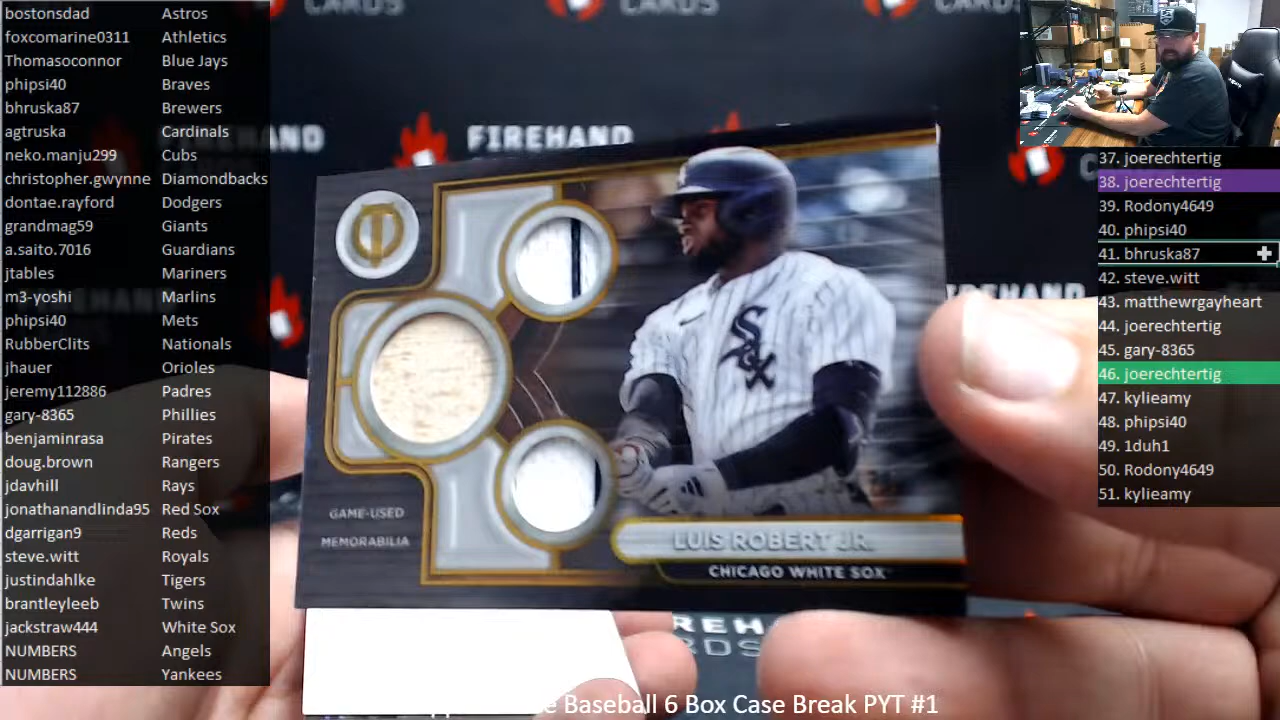 bostonsdad Astros
foxcomarine0311 Athletics
Thomasoconnor Blue Jays
phipsi40 Braves
bhruska87 Brewers
agtruska Cardinals
neko.manju299 Cubs
christopher.gwynne Diamondbacks
dontae.rayford Dodgers
grandmag59 Giants
a.saito.7016 Guardians
jtables Mariners
m3-yoshi Marlins
phipsi40 Mets
RubberClits Nationals
jhauer Orioles
jeremy112886 Padres
gary-8365 Phillies
benjaminrasa Pirates
doug.brown Rangers
jdavhill Rays
jonathanandlinda95 Red Sox
dgarrigan9 Reds
steve.witt Royals
justindahlke Tigers
brantleyleeb Twins
jackstraw444 White Sox
NUMBERS Angels
NUMBERS Yankees
CARDS
CARDS
FIREHAND
Sox
GAME-USED
MEMORABILIA
LUIS ROBERT JR.
CHICAGO WHITE SOX
37. joerechtertig
38. joerechtertig
39. Rodony4649
40. phipsi40
41. bhruska87
42. steve.witt
43. matthewrgayheart
44. joerechtertig
45. gary-8365
46. joerechtertig
47. kylieamy
48. phipsi40
49. 1duh1
50. Rodony4649
51. kylieamy
Baseball 6 Box Case Break PYT #1